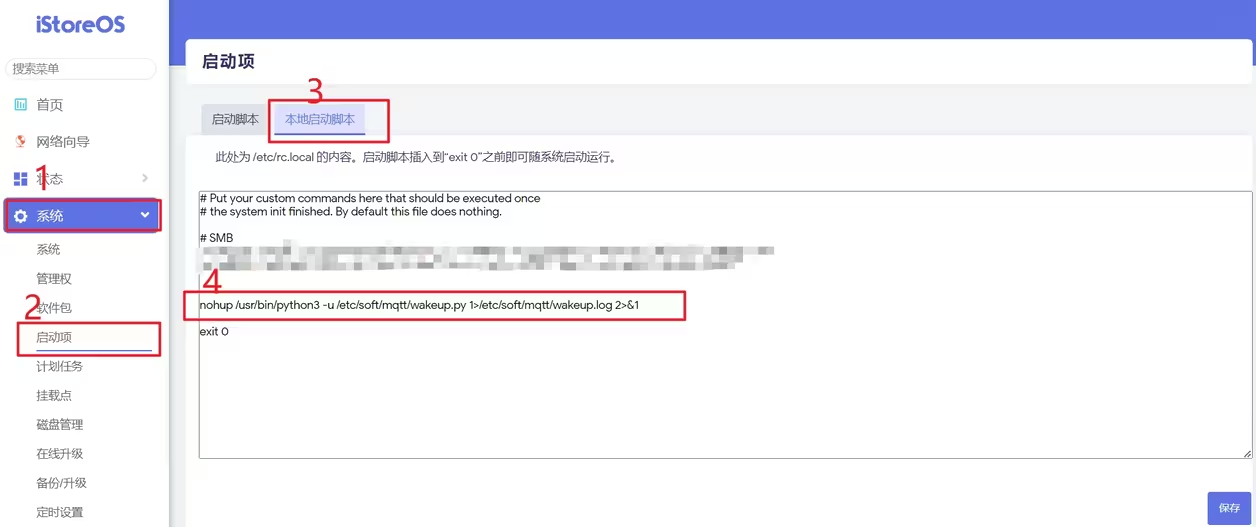 iStoreOS
搜索菜单
首页
网络向导
1
状态
系统
系统
管理权
2
软件包
启动项
计划任务
挂载点
磁盘管理
在线升级
备份/升级
定时设置
启动项
3
启动脚本
本地启动脚本
此处为 /etc/rc.local 的内容。启动脚本插入到“exit 0”之前即可随系统启动运行。
# Put your custom commands here that should be executed once
# the system init finished. By default this file does nothing.
# SMB
4
nohup /usr/bin/python3 -u /etc/soft/mqtt/wakeup.py 1>/etc/soft/mqtt/wakeup.log 2>&1
exit 0
保存